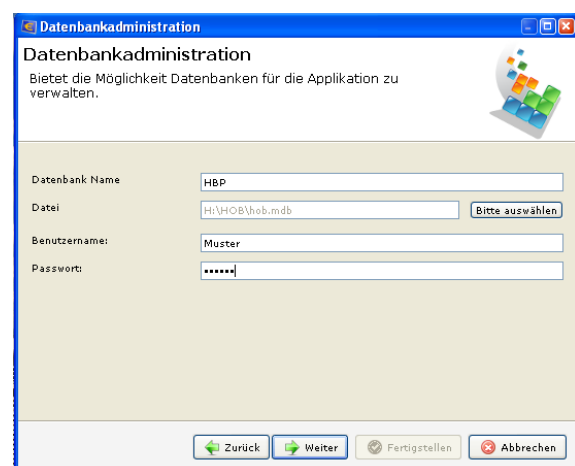 Datenbankadministration
Datenbankadministration
Bietet die Möglichkeit Datenbanken für die Applikation zu
verwalten.
Datenbank Name HBP
Datei H:\HOB\hob.mdb Bitte auswählen
Benutzername: Muster
Passwort: ••••••
Zurück Weiter Fertigstellen Abbrechen